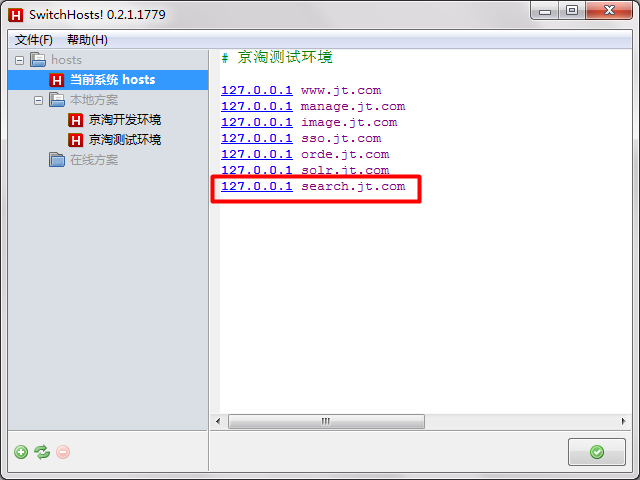 SwitchHosts! 0.2.1.1779
文件(F) 帮助(H)
hosts
当前系统 hosts
本地方案
京淘开发环境
京淘测试环境
在线方案
# 京淘测试环境
127.0.0.1 www.jt.com
127.0.0.1 manage.jt.com
127.0.0.1 image.jt.com
127.0.0.1 sso.jt.com
127.0.0.1 orde.jt.com
127.0.0.1 solr.jt.com
127.0.0.1 search.jt.com